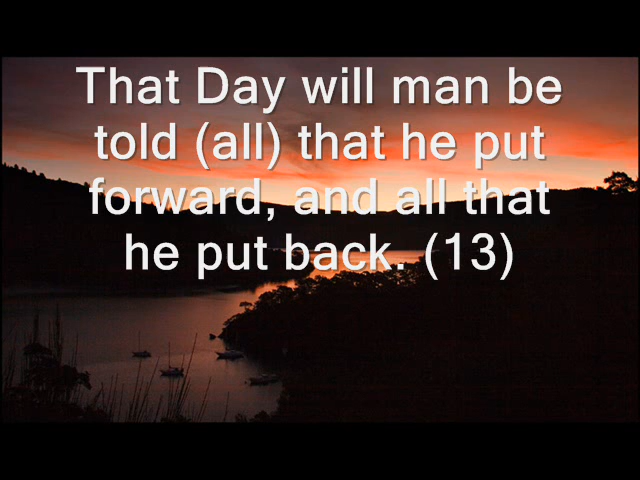 That Day will man be
told (all) that he put
forward, and all that
he put back. (13)